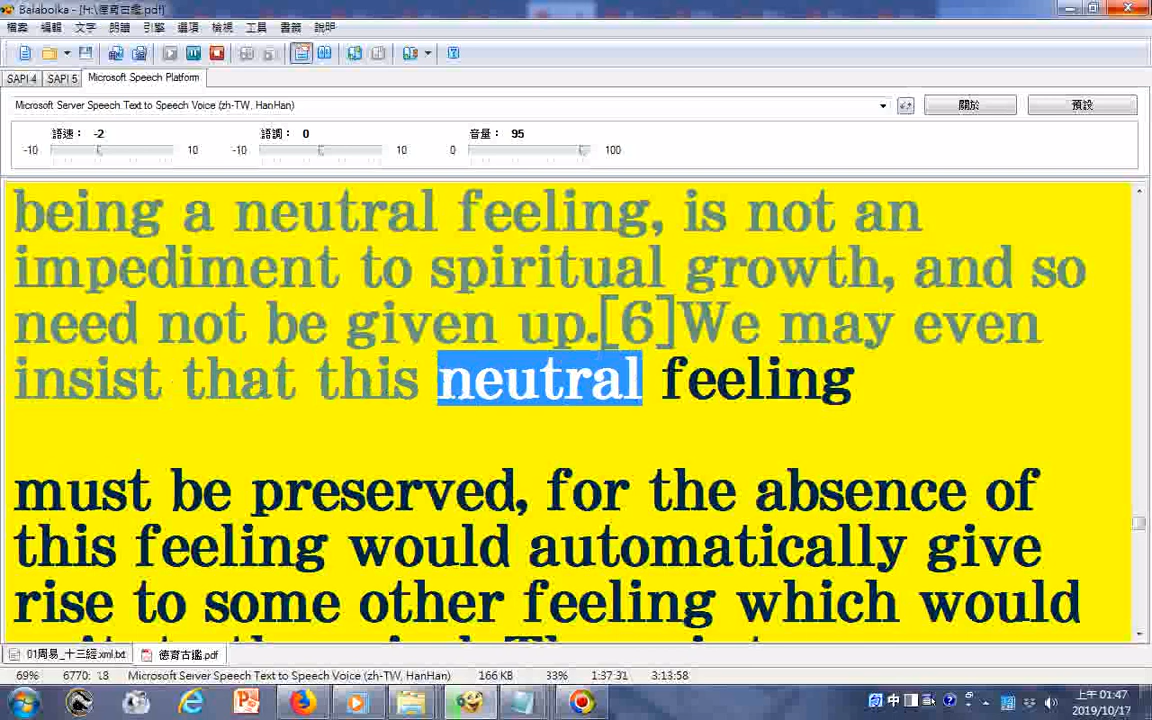 Balabolka - [H:\德育古鑑.pdf]
檔案 編輯 文字 朗讀 引擎 選項 檢視 工具 書籤 說明
SAPI 4 SAPI 5 Microsoft Speech Platform
Microsoft Server Speech Text to Speech Voice (zh-TW, HanHan) 關於 預設
語速： -2 語調： 0 音量： 95
-10 10 -10 10 0 100
being a neutral feeling, is not an
impediment to spiritual growth, and so
need not be given up.[6]We may even
insist that this neutral feeling
must be preserved, for the absence of
this feeling would automatically give
rise to some other feeling which would
01周易_十三經.xml.txt 德育古鑑.pdf
69% 6770: 18 Microsoft Server Speech Text to Speech Voice (zh-TW, HanHan) 166 KB 33% 1:37:31 3:13:58
中 上午 01:47
2019/10/17